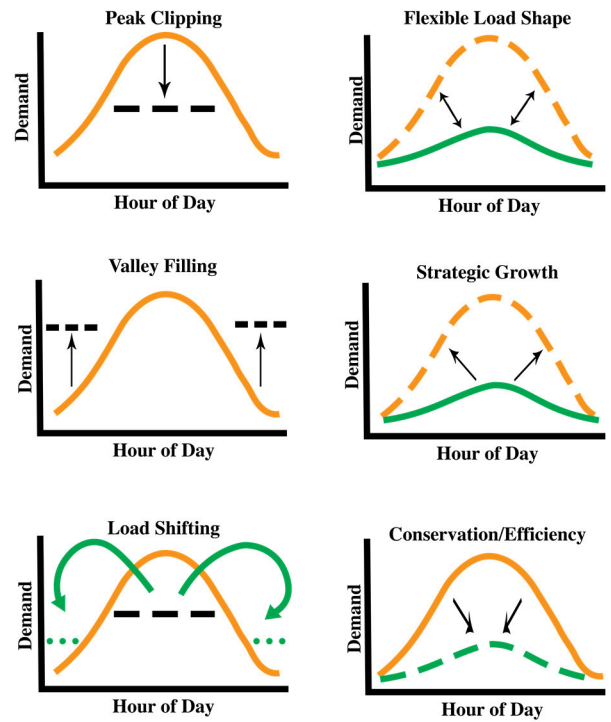 Peak Clipping
Demand
Hour of Day
Flexible Load Shape
Demand
Hour of Day
Valley Filling
Demand
Hour of Day
Strategic Growth
Demand
Hour of Day
Load Shifting
Demand
Hour of Day
Conservation/Efficiency
Demand
Hour of Day